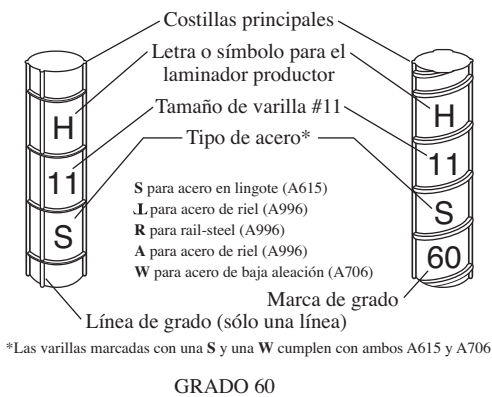 Costillas principales
Letra o símbolo para el
laminador productor
H
H
Tamaño de varilla #11
11
11
Tipo de acero*
S
S
S para acero en lingote (A615)
para acero de riel (A996)
R para rail-steel (A996)
A para acero de riel (A996)
W para acero de baja aleación (A706)
60
Marca de grado
Línea de grado (sólo una línea)
*Las varillas marcadas con una S y una W cumplen con ambos A615 y A706
GRADO 60